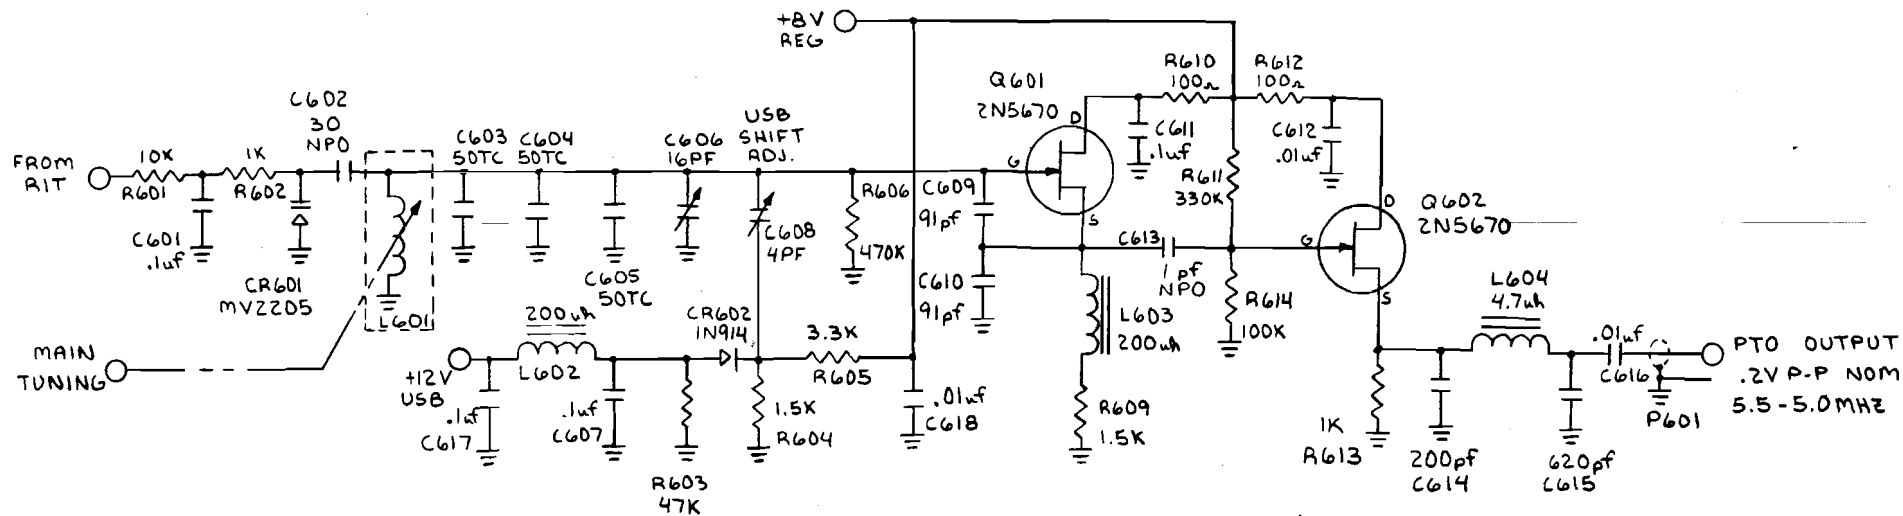 +8V
REG
FROM
RIT
10K
R601
C601
.1uf
1K
R602
C602
30
NPO
CR601
MV2205
L601
MAIN
TUNING
C603
50TC
C604
50TC
C605
50TC
C606
16PF
USB
SHIFT
ADJ.
C608
4PF
R606
470K
+12V
USB
.1uf
C617
200uh
L602
.1uf
C607
R603
47K
CR602
1N914
1.5K
R604
3.3K
R605
.01uf
C618
C609
91pf
C610
91pf
Q601
2N5670
D
G
S
C611
.1uf
R610
100Ω
R612
100Ω
C612
.01uf
R611
330K
C613
1pf
NPO
L603
200uh
R609
1.5K
R614
100K
Q602
2N5670
D
G
S
1K
R613
200pf
C614
L604
4.7uh
620pf
C615
.01uf
C616
P601
PTO OUTPUT
.2V P-P NOM
5.5-5.0MHZ